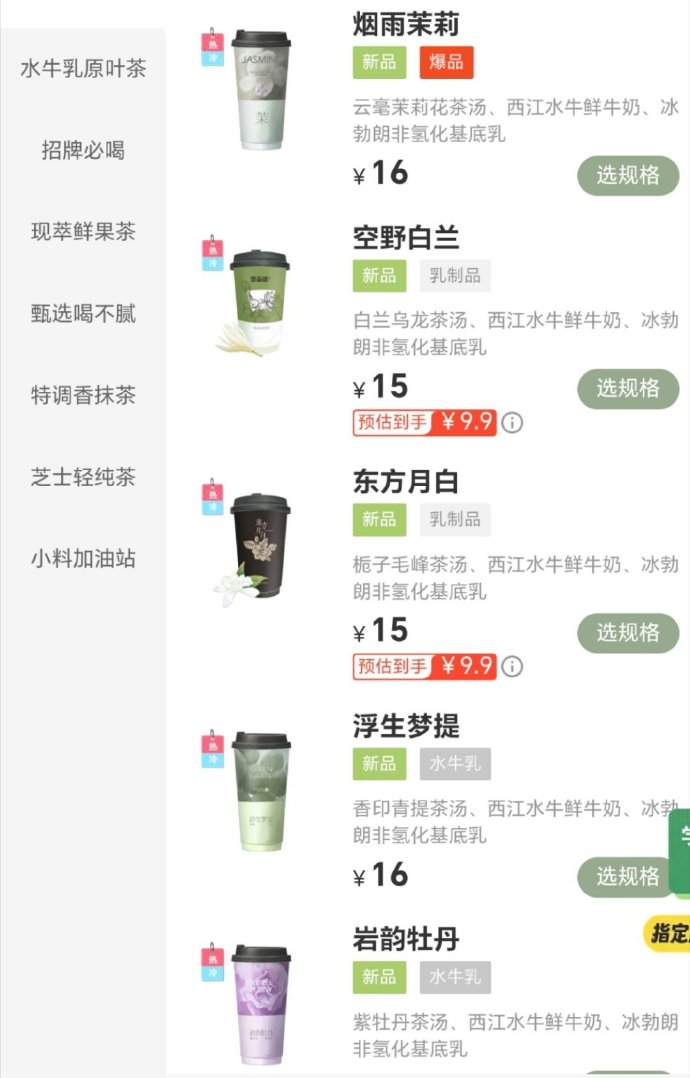 水牛乳原叶茶
招牌必喝
现萃鲜果茶
甄选喝不腻
特调香抹茶
芝士轻纯茶
小料加油站
热
冷
JASMINE
茉
烟雨茉莉
新品 爆品
云毫茉莉花茶汤、西江水牛鲜牛奶、冰
勃朗非氢化基底乳
¥ 16 选规格
热
冷
空野白兰
新品 乳制品
白兰乌龙茶汤、西江水牛鲜牛奶、冰勃
朗非氢化基底乳
¥ 15 选规格
预估到手 ¥ 9.9
热
冷
东方月白
新品 乳制品
栀子毛峰茶汤、西江水牛鲜牛奶、冰勃
朗非氢化基底乳
¥ 15 选规格
预估到手 ¥ 9.9
热
冷
GREEN
GRAPE
浮生梦提
浮生梦提
新品 水牛乳
香印青提茶汤、西江水牛鲜牛奶、冰勃
朗非氢化基底乳
¥ 16 选规格
指定
热
冷
岩韵牡丹
岩韵牡丹
新品 水牛乳
紫牡丹茶汤、西江水牛鲜牛奶、冰勃朗
非氢化基底乳